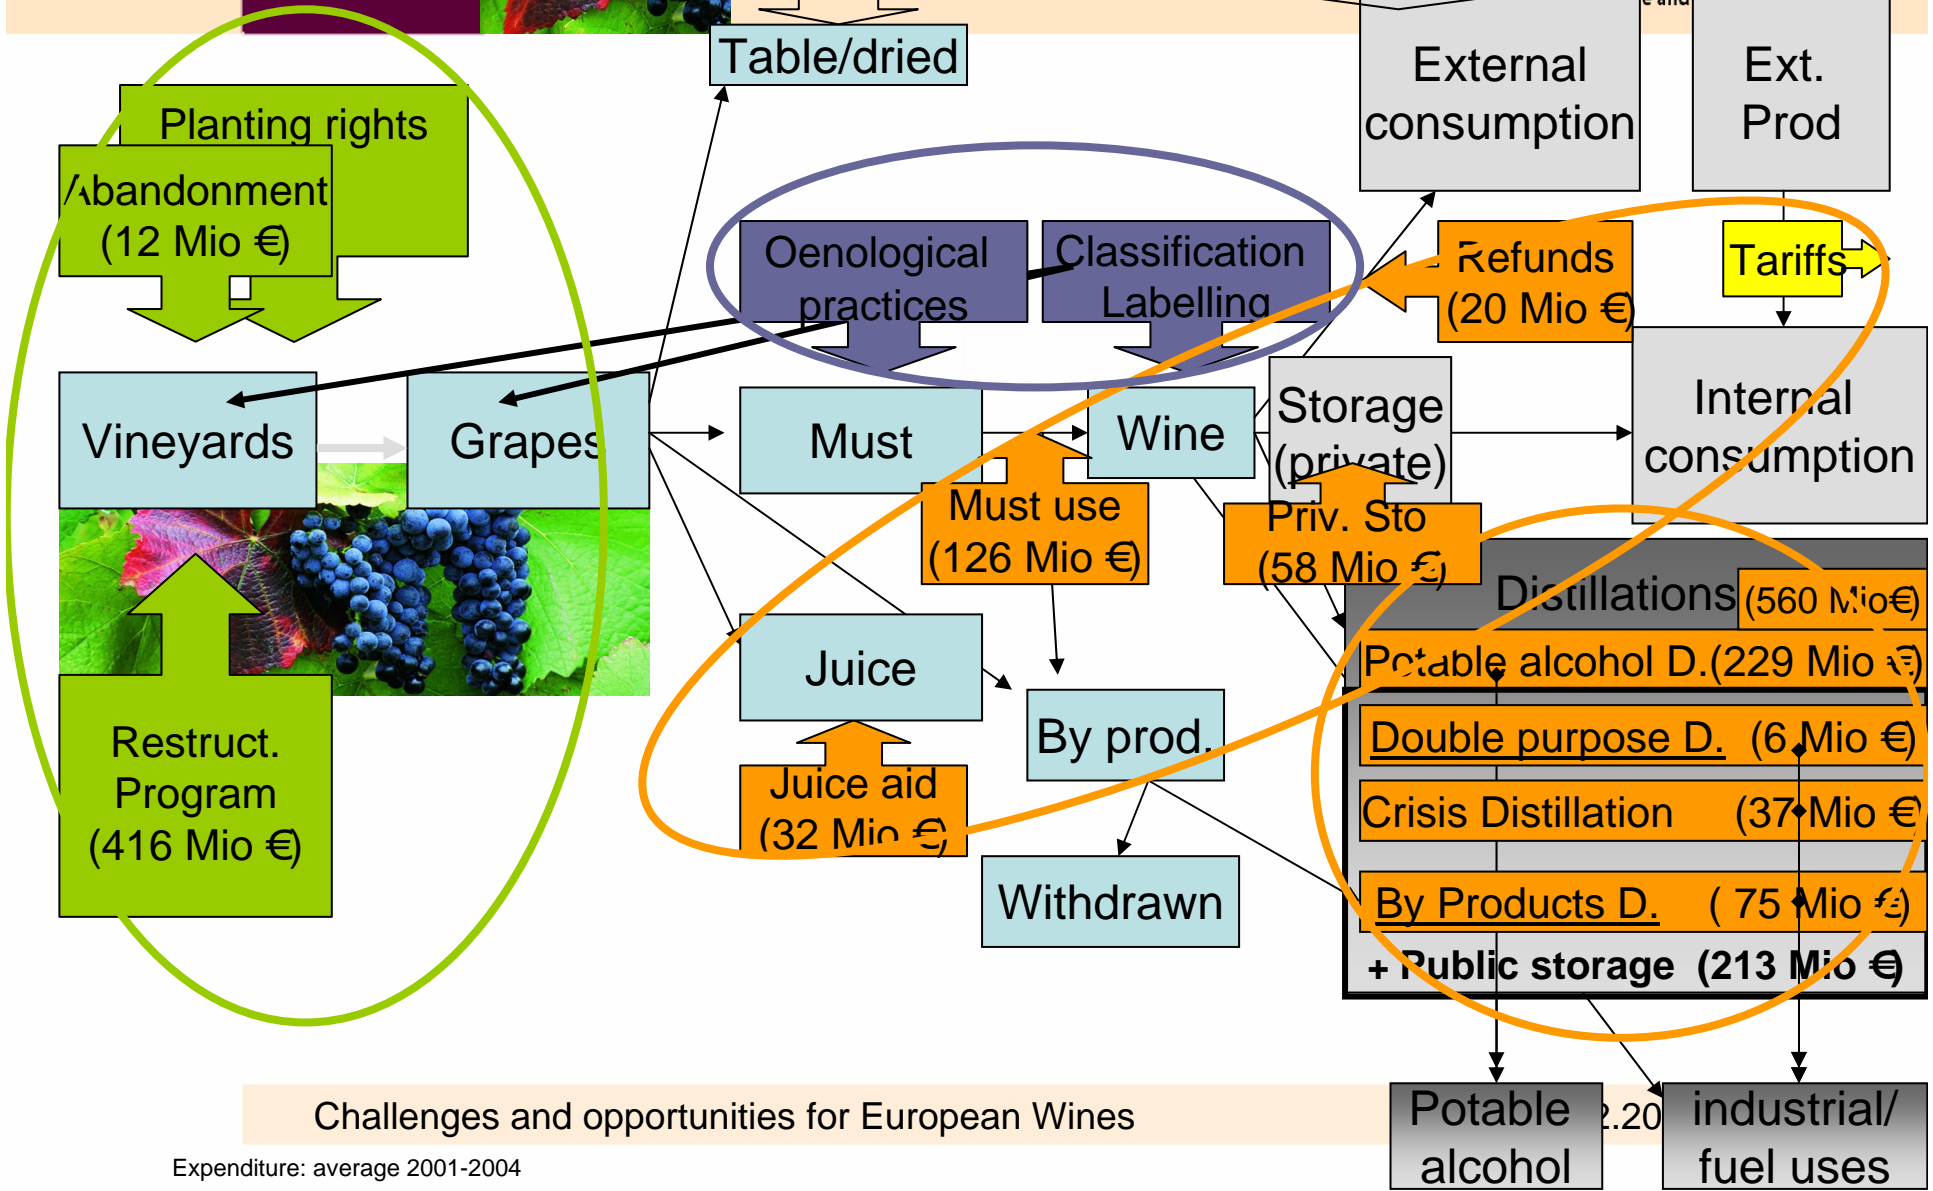 e and
Table/dried
External
consumption
Ext.
Prod
Planting rights
Abandonment
(12 Mio €)
Oenological
practices
Classification
Labelling
Refunds
(20 Mio €)
Tariffs
Vineyards
Grapes
Must
Wine
Storage
(private)
Internal
consumption
Must use
(126 Mio €)
Priv. Sto
(58 Mio €)
Distillations
(560 Mio€)
Potable alcohol D.(229 Mio €)
Juice
By prod.
Double purpose D. (6 Mio €)
Restruct.
Program
(416 Mio €)
Juice aid
(32 Mio €)
Crisis Distillation (37 Mio €)
Withdrawn
By Products D. ( 75 Mio €)
+ Public storage (213 Mio €)
Challenges and opportunities for European Wines
2.20
Potable
alcohol
industrial/
fuel uses
Expenditure: average 2001-2004